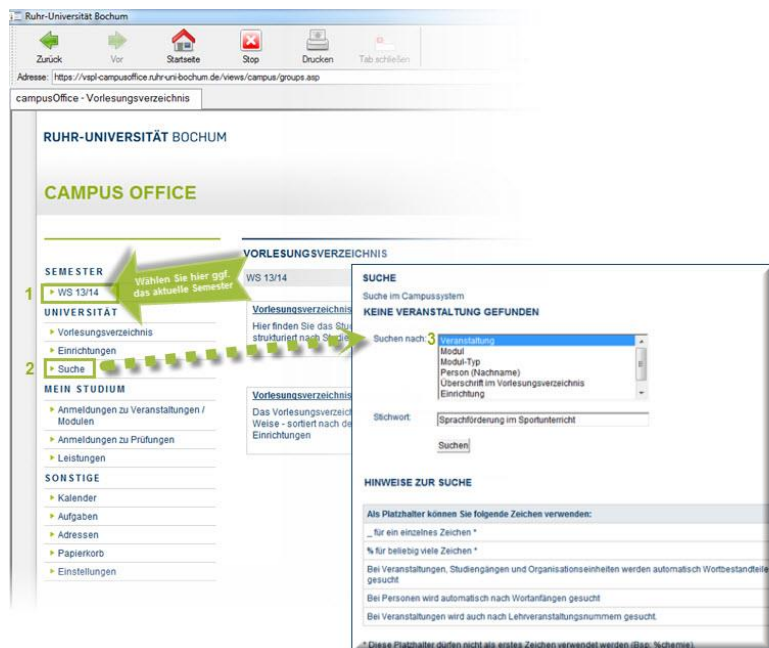 Ruhr-Universität Bochum
Zurück
Vor
Startseite
Stop
Drucken
Tab schließen
Adresse: https://vspl-campusoffice.ruhr-uni-bochum.de/views/campus/groups.asp
campusOffice - Vorlesungsverzeichnis
RUHR-UNIVERSITÄT BOCHUM
CAMPUS OFFICE
SEMESTER
1
WS 13/14
Wählen Sie hier ggf.
das aktuelle Semester
UNIVERSITÄT
Vorlesungsverzeichnis
Einrichtungen
2
Suche
MEIN STUDIUM
Anmeldungen zu Veranstaltungen /
Modulen
Anmeldungen zu Prüfungen
Leistungen
SONSTIGE
Kalender
Aufgaben
Adressen
Papierkorb
Einstellungen
VORLESUNGSVERZEICHNIS
WS 13/14
Vorlesungsverzeichnis
Hier finden Sie das Stu
strukturiert nach Studie
Vorlesungsverzeichnis
Das Vorlesungsverzeich
Weise - sortiert nach de
Einrichtungen
SUCHE
Suche im Campussystem
KEINE VERANSTALTUNG GEFUNDEN
Suchen nach:
3
Veranstaltung
Modul
Modul-Typ
Person (Nachname)
Überschrift im Vorlesungsverzeichnis
Einrichtung
Stichwort:
Sprachförderung im Sportunterricht
Suchen
HINWEISE ZUR SUCHE
Als Platzhalter können Sie folgende Zeichen verwenden:
_ für ein einzelnes Zeichen *
% für beliebig viele Zeichen *
Bei Veranstaltungen, Studiengängen und Organisationseinheiten werden automatisch Wortbestandteile
gesucht
Bei Personen wird automatisch nach Wortanfängen gesucht
Bei Veranstaltungen wird auch nach Lehrveranstaltungsnummern gesucht.
* Diese Platzhalter dürfen nicht als erstes Zeichen verwendet werden (Bsp: %chemie).